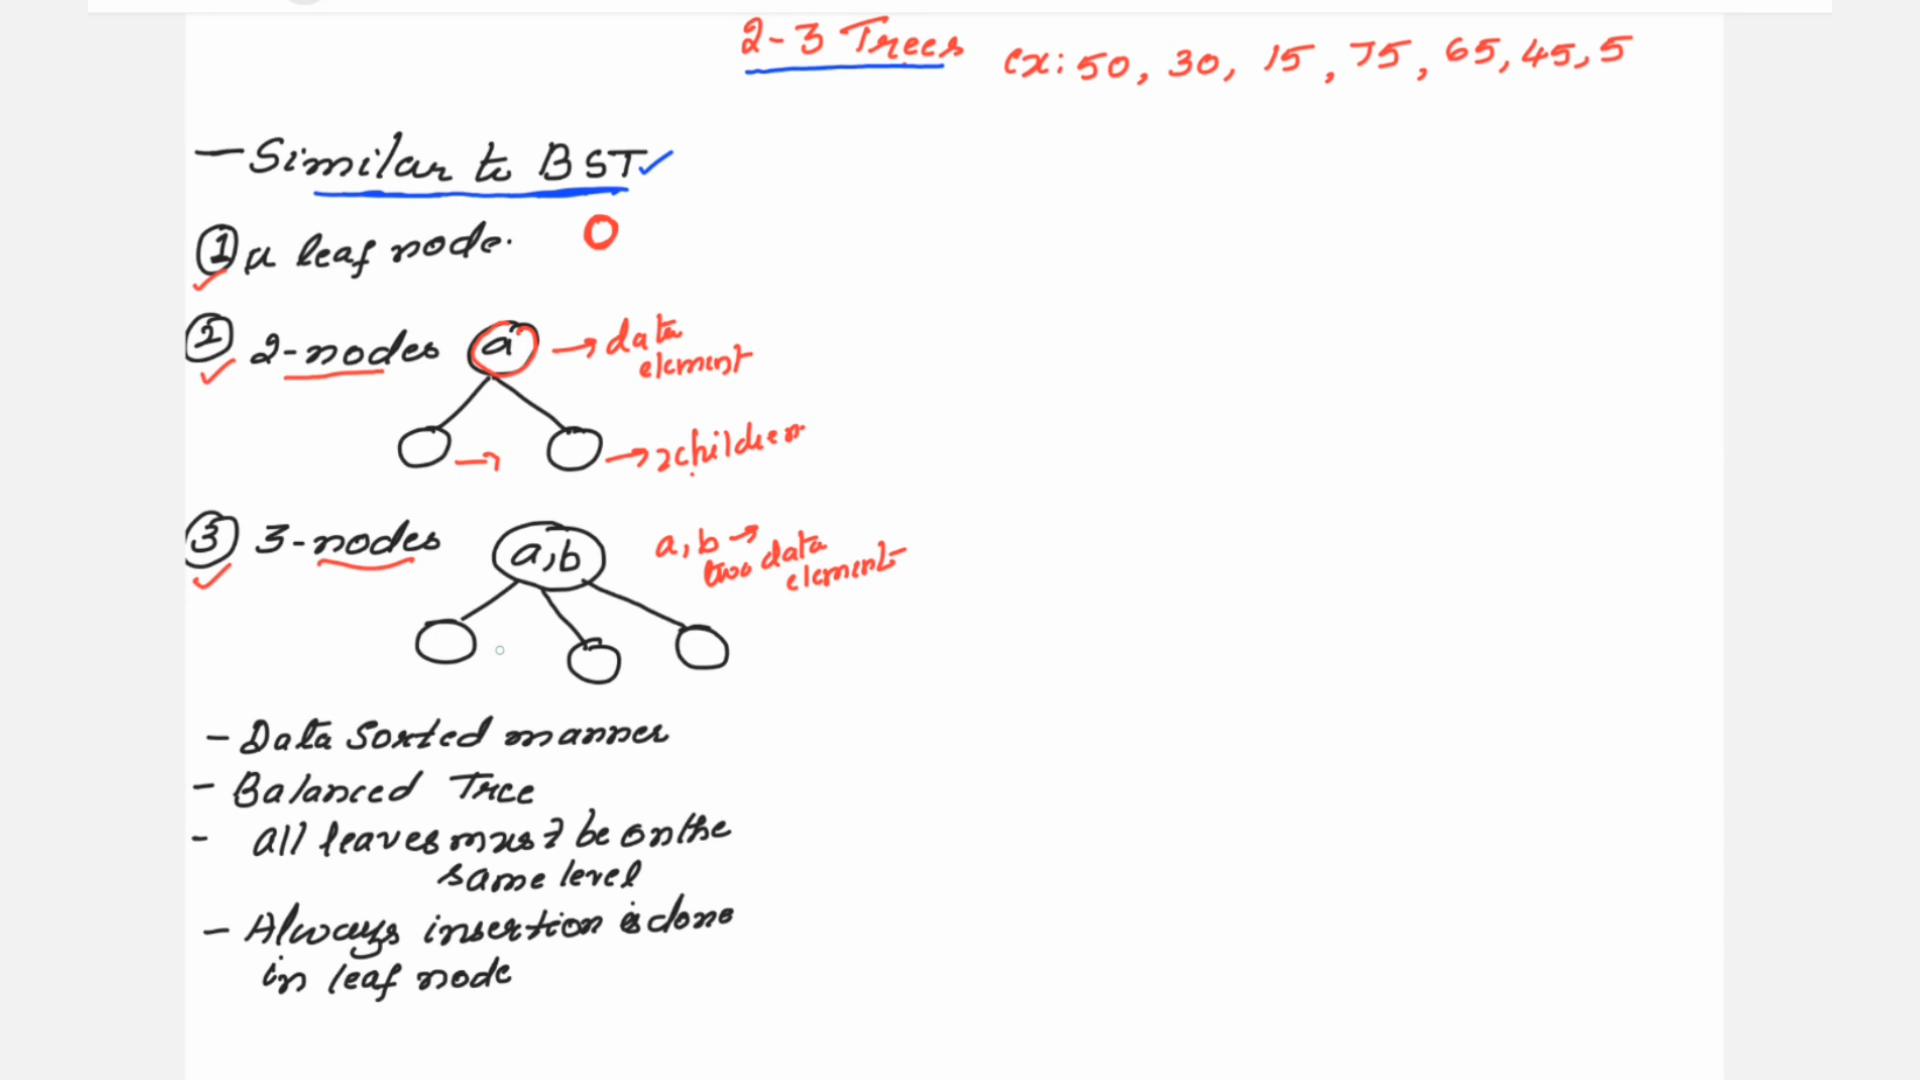 2-3 Trees ex: 50, 30, 15, 75, 65, 45, 5
- Similar to BST ✓
① leaf node.
② 2-nodes a → data element
→ 2 children
③ 3-nodes a,b a, b → two data element
- Data Sorted manner
- Balanced Tree
- All leaves must be on the
same level
- Always insertion is done
in leaf node